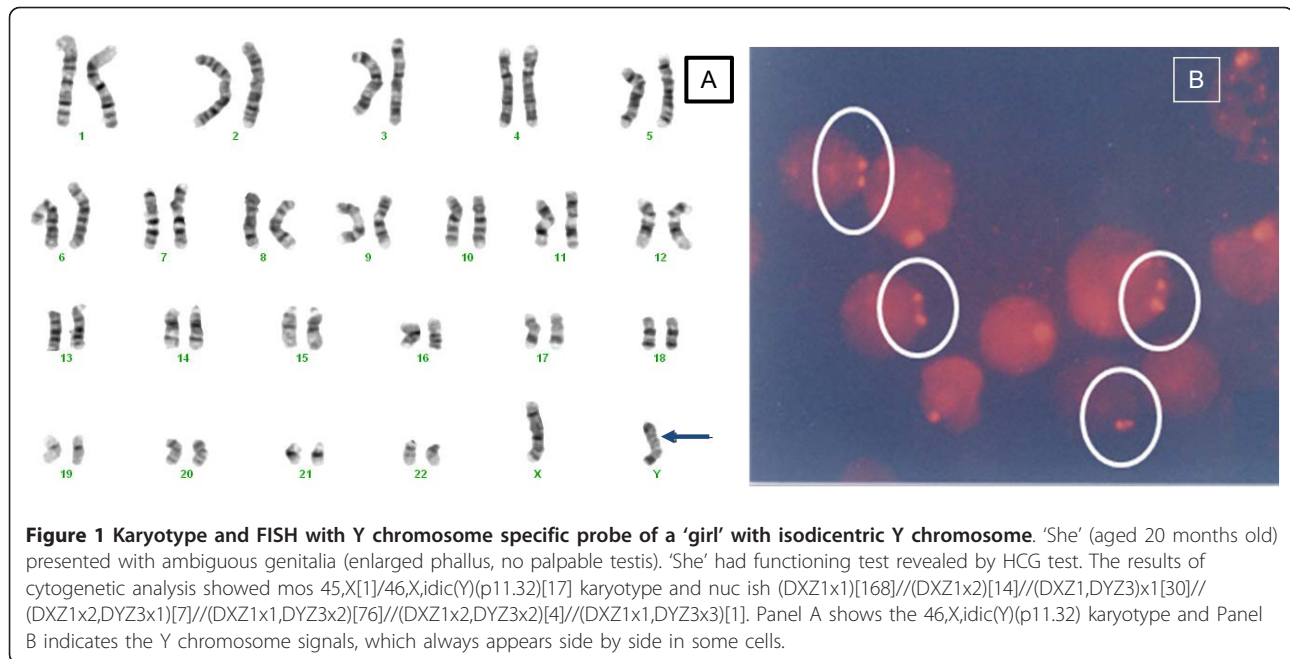 A
B
1 2 3 4 5
6 7 8 9 10 11 12
13 14 15 16 17 18
19 20 21 22 X Y
Figure 1 Karyotype and FISH with Y chromosome specific probe of a 'girl' with isodicentric Y chromosome. 'She' (aged 20 months old)
presented with ambiguous genitalia (enlarged phallus, no palpable testis). 'She' had functioning test revealed by HCG test. The results of
cytogenetic analysis showed mos 45,X[1]/46,X,idic(Y)(p11.32)[17] karyotype and nuc ish (DXZ1x1)[168]//(DXZ1x2)[14]//(DXZ1,DYZ3)x1[30]//
(DXZ1x2,DYZ3x1)[7]//(DXZ1x1,DYZ3x2)[76]//(DXZ1x2,DYZ3x2)[4]//(DXZ1x1,DYZ3x3)[1]. Panel A shows the 46,X,idic(Y)(p11.32) karyotype and Panel
B indicates the Y chromosome signals, which always appears side by side in some cells.